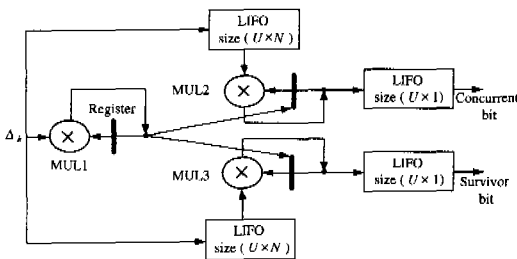 LIFO
size ( U × N )
LIFO
size ( U × 1 )
Concurrent
bit
MUL2
×
Register
Δk
×
MUL1
MUL3
×
LIFO
size ( U × 1 )
Survivor
bit
LIFO
size ( U × N )